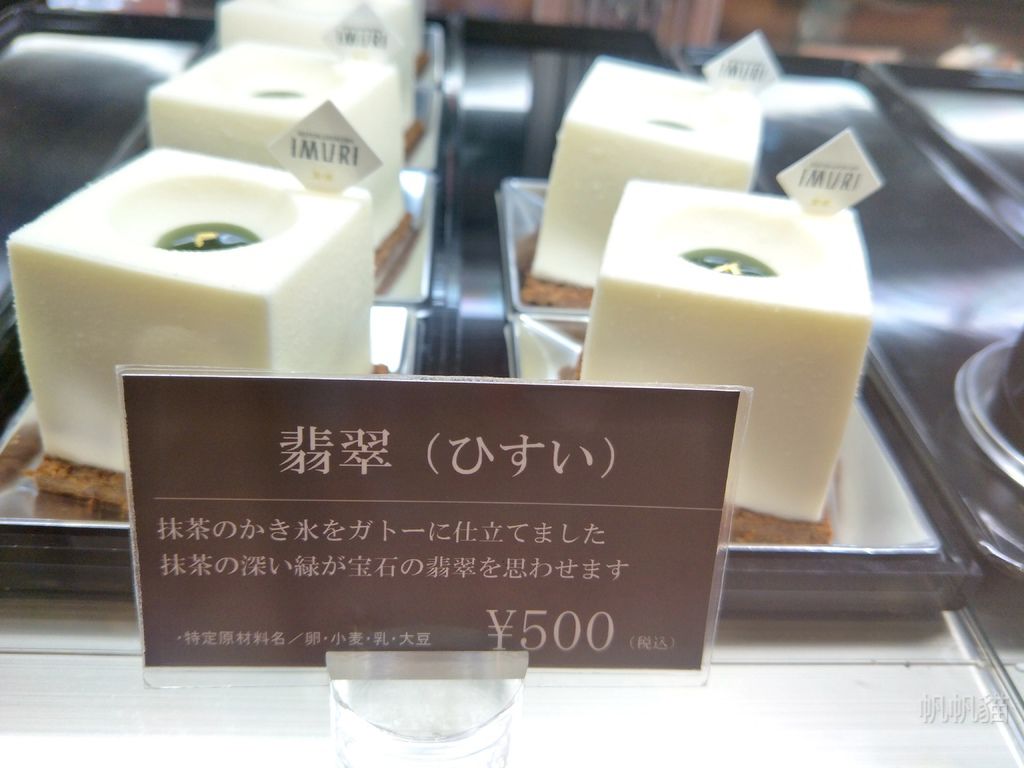 IMURI
IMURI
IMURI
IMURI
翡翠（ひすい）
抹茶のかき氷をガトーに仕立てました
抹茶の深い緑が宝石の翡翠を思わせます
・特定原材料名／卵・小麦・乳・大豆 ¥500（税込）
帆帆貓